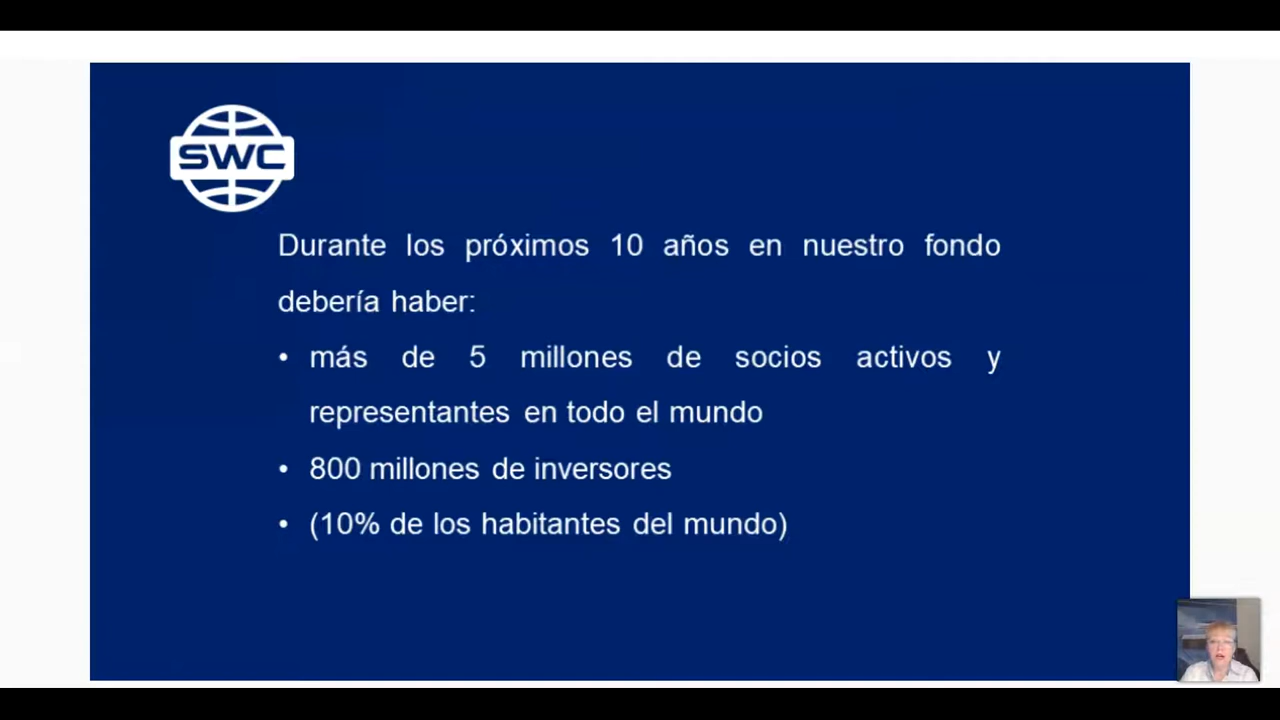 SWC
Durante los próximos 10 años en nuestro fondo
debería haber:
• más de 5 millones de socios activos y
representantes en todo el mundo
• 800 millones de inversores
• (10% de los habitantes del mundo)